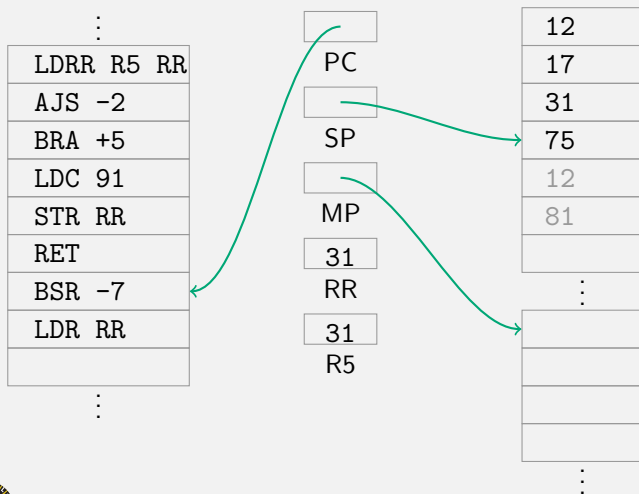 ⋮
LDRR R5 RR
AJS -2
BRA +5
LDC 91
STR RR
RET
BSR -7
LDR RR
⋮
PC
SP
MP
31
RR
31
R5
12
17
31
75
12
81
⋮
⋮